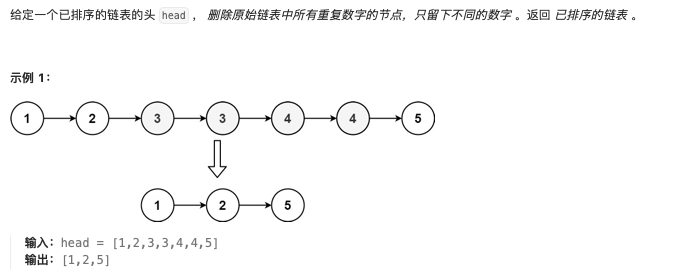 给定一个已排序的链表的头 head ， 删除原始链表中所有重复数字的节点，只留下不同的数字 。返回 已排序的链表 。
示例 1：
1 2 3 3 4 4 5
1 2 5
输入：head = [1,2,3,3,4,4,5]
输出：[1,2,5]